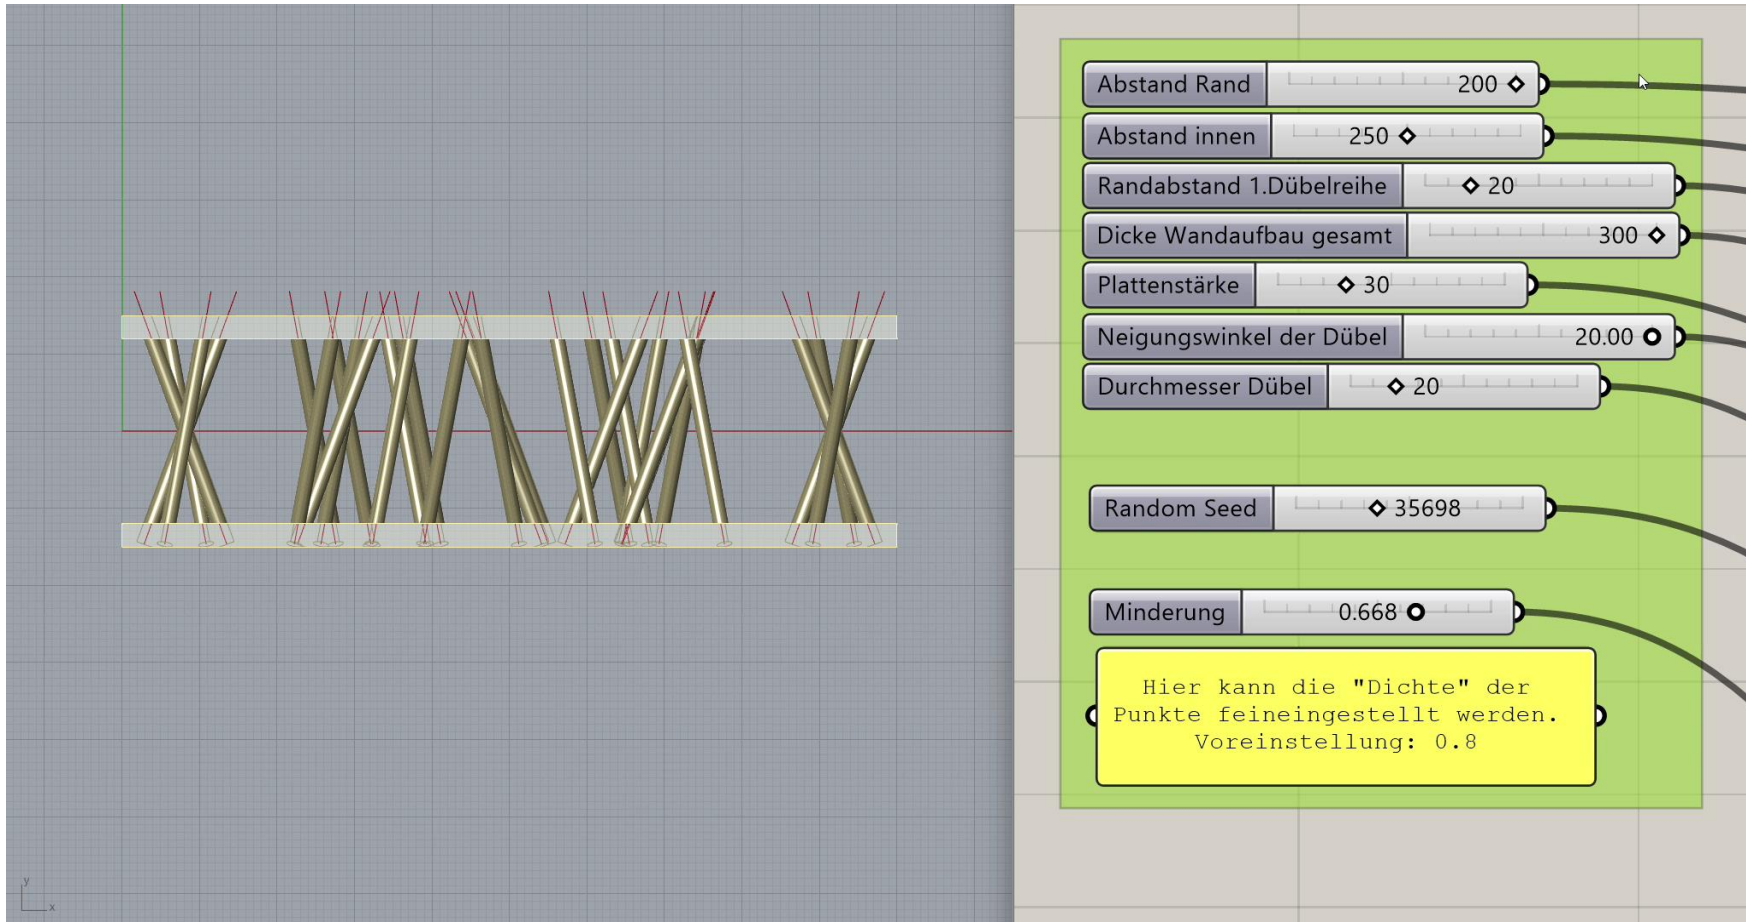 Abstand Rand 200
Abstand innen 250
Randabstand 1.Dübelreihe 20
Dicke Wandaufbau gesamt 300
Plattenstärke 30
Neigungswinkel der Dübel 20.00
Durchmesser Dübel 20
Random Seed 35698
Minderung 0.668
Hier kann die "Dichte" der
Punkte feineingestellt werden.
Voreinstellung: 0.8
y
x